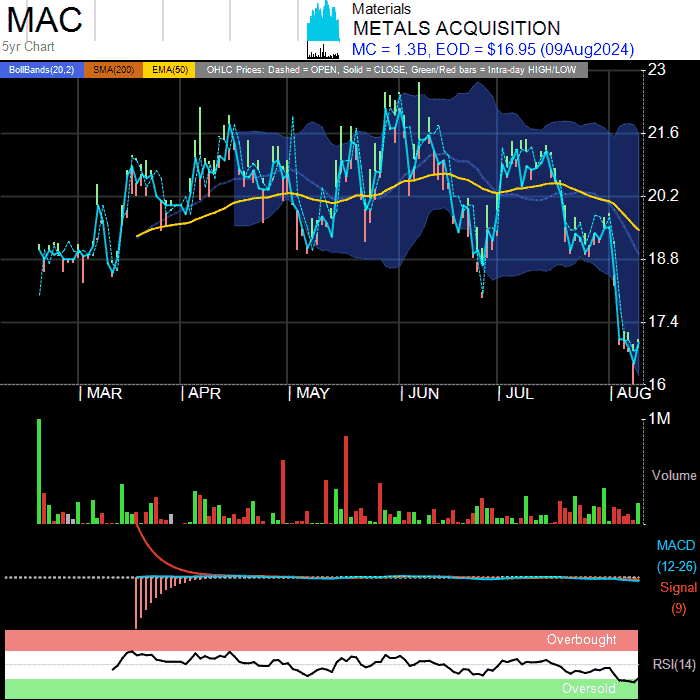 MAC
5yr Chart
Materials
METALS ACQUISITION
MC = 1.3B, EOD = $16.95 (09Aug2024)
BollBands(20,2) SMA(200) EMA(50) OHLC Prices: Dashed = OPEN, Solid = CLOSE, Green/Red bars = Intra-day HIGH/LOW
23
21.6
20.2
18.8
17.4
16
| MAR | APR | MAY | JUN | JUL | AUG
1M
Volume
MACD
(12-26)
Signal
(9)
Overbought
RSI(14)
Oversold